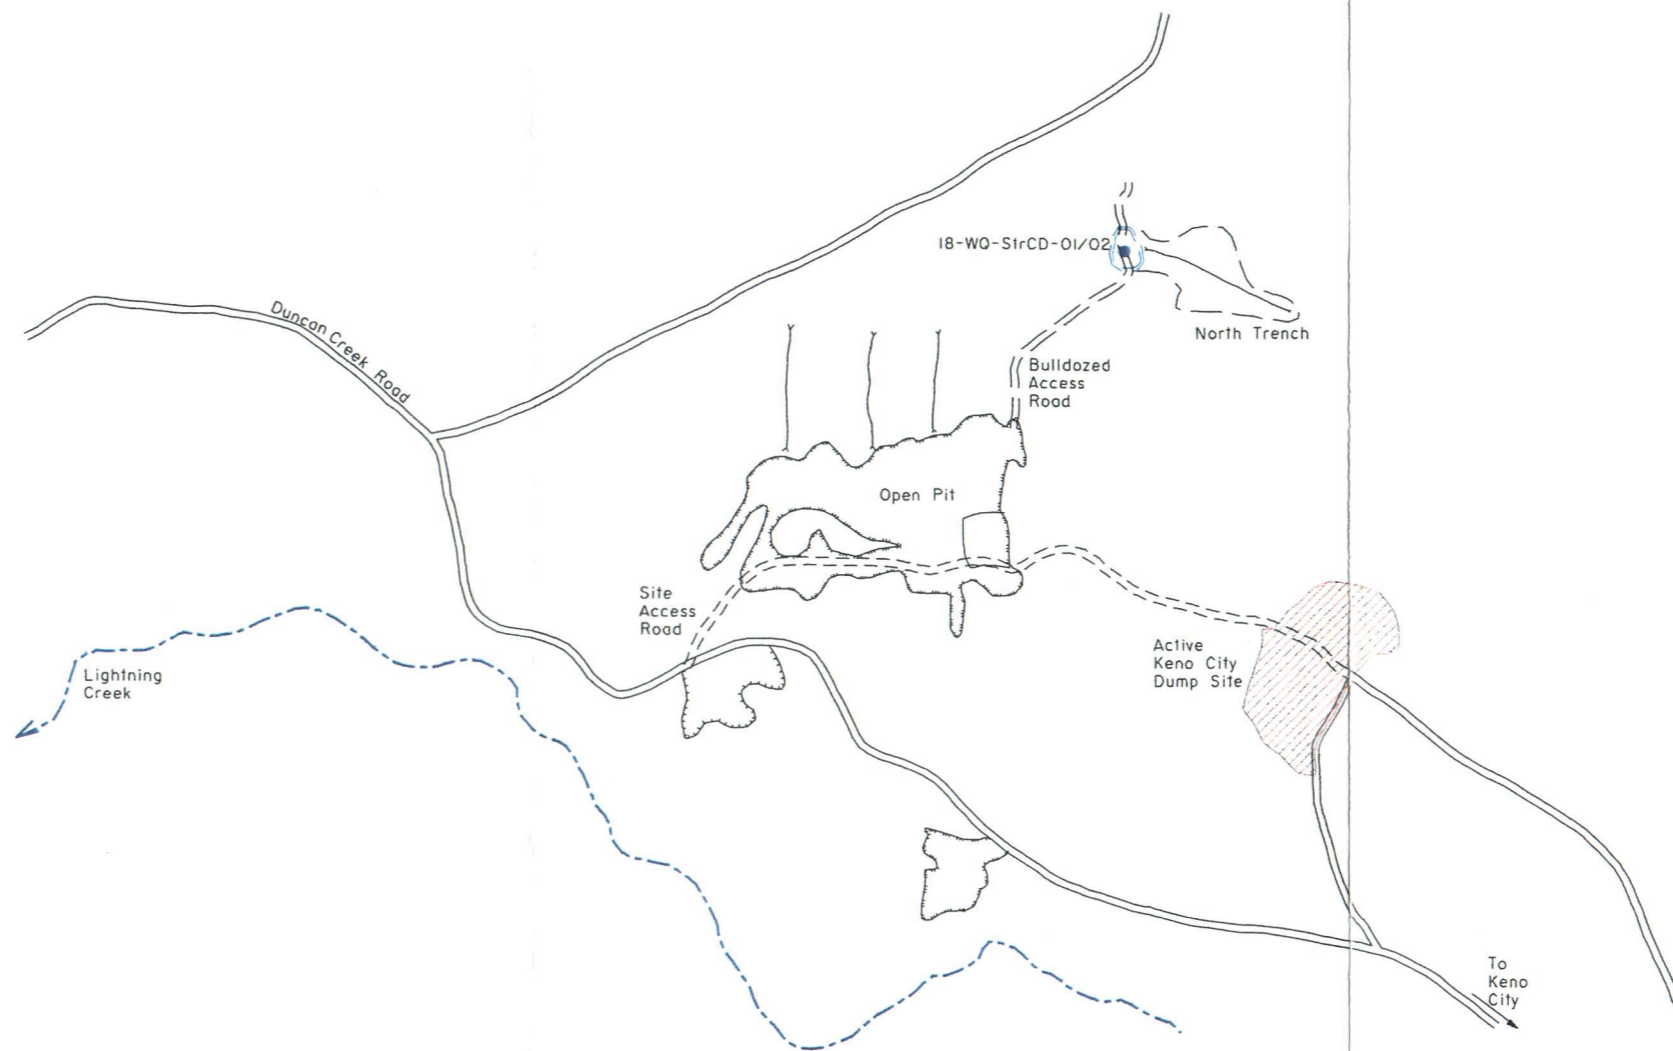 18-WQ-StrCD-01/02
Duncan Creek Road
North Trench
Bulldozed
Access
Road
Open Pit
Site
Access
Road
Active
Keno City
Dump Site
Lightning
Creek
To
Keno
City